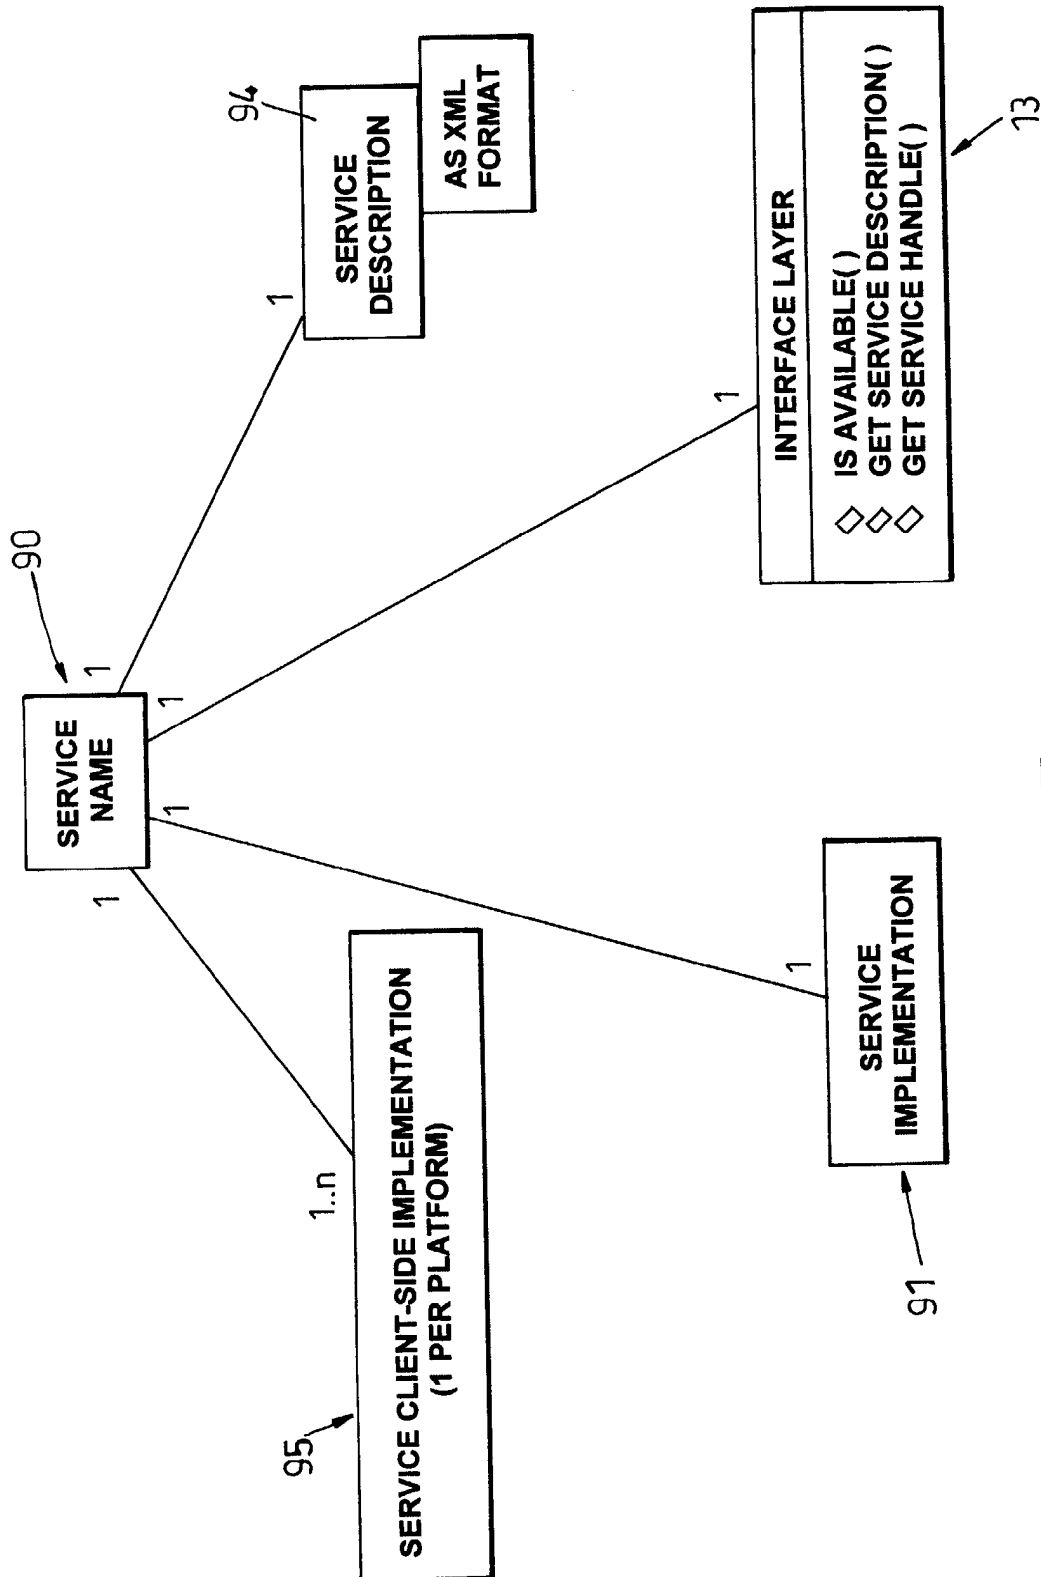 90
SERVICE
NAME
1
1
1
1
94
1
SERVICE
DESCRIPTION
AS XML
FORMAT
95
1..n
SERVICE CLIENT-SIDE IMPLEMENTATION
(1 PER PLATFORM)
1
SERVICE
IMPLEMENTATION
91
1
INTERFACE LAYER
IS AVAILABLE( )
GET SERVICE DESCRIPTION( )
GET SERVICE HANDLE( )
13